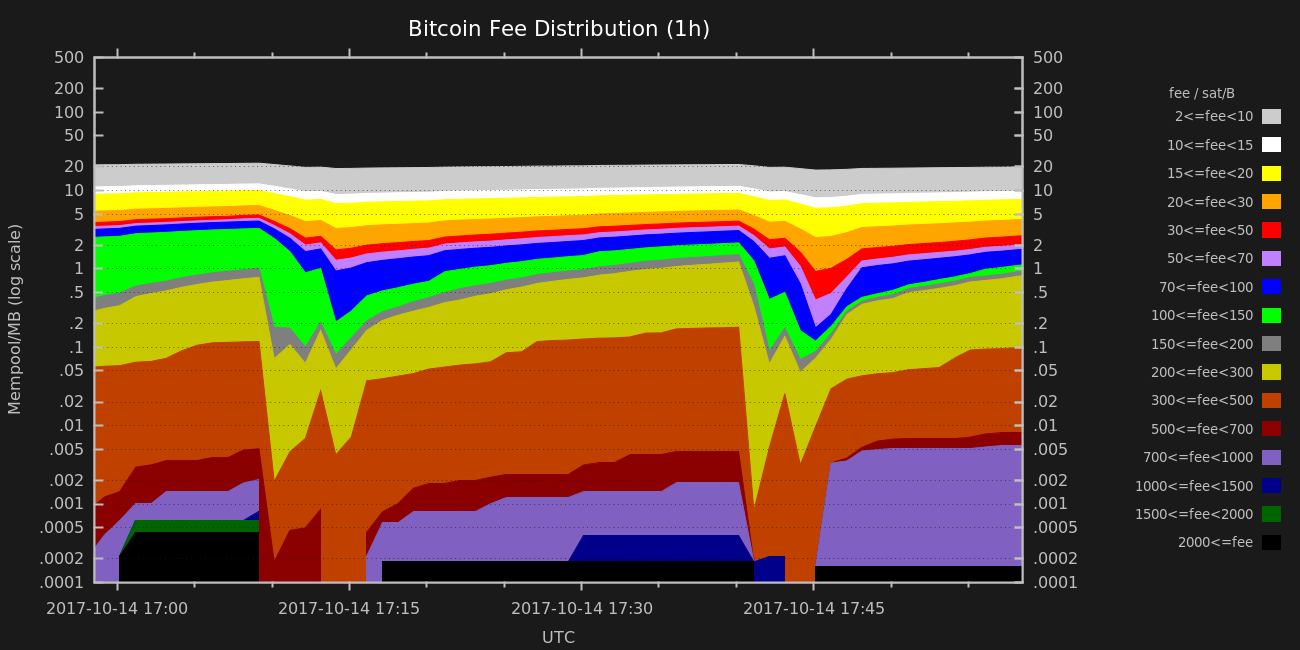 Bitcoin Fee Distribution (1h)
500 500
200 200
100 100
50 50
20 20
10 10
5 5
2 2
1 1
.5 .5
.2 .2
.1 .1
.05 .05
.02 .02
.01 .01
.005 .005
.002 .002
.001 .001
.0005 .0005
.0002 .0002
.0001 .0001
Mempool/MB (log scale)
2017-10-14 17:00 2017-10-14 17:15 2017-10-14 17:30 2017-10-14 17:45
UTC
fee / sat/B
2<=fee<10
10<=fee<15
15<=fee<20
20<=fee<30
30<=fee<50
50<=fee<70
70<=fee<100
100<=fee<150
150<=fee<200
200<=fee<300
300<=fee<500
500<=fee<700
700<=fee<1000
1000<=fee<1500
1500<=fee<2000
2000<=fee